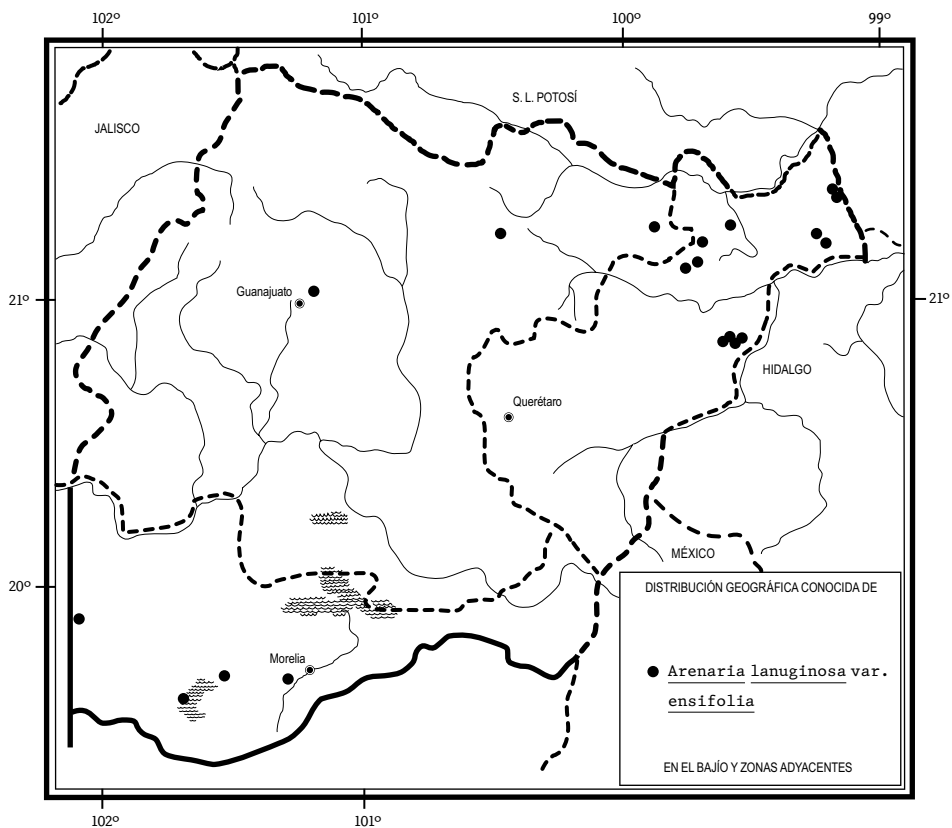 102º 101º 100º 99º
S. L. POTOSÍ
JALISCO
Guanajuato
21º
21º
HIDALGO
Querétaro
MÉXICO
20º
DISTRIBUCIÓN GEOGRÁFICA CONOCIDA DE
Morelia
Arenaria lanuginosa var.
ensifolia
EN EL BAJÍO Y ZONAS ADYACENTES
102º 101º